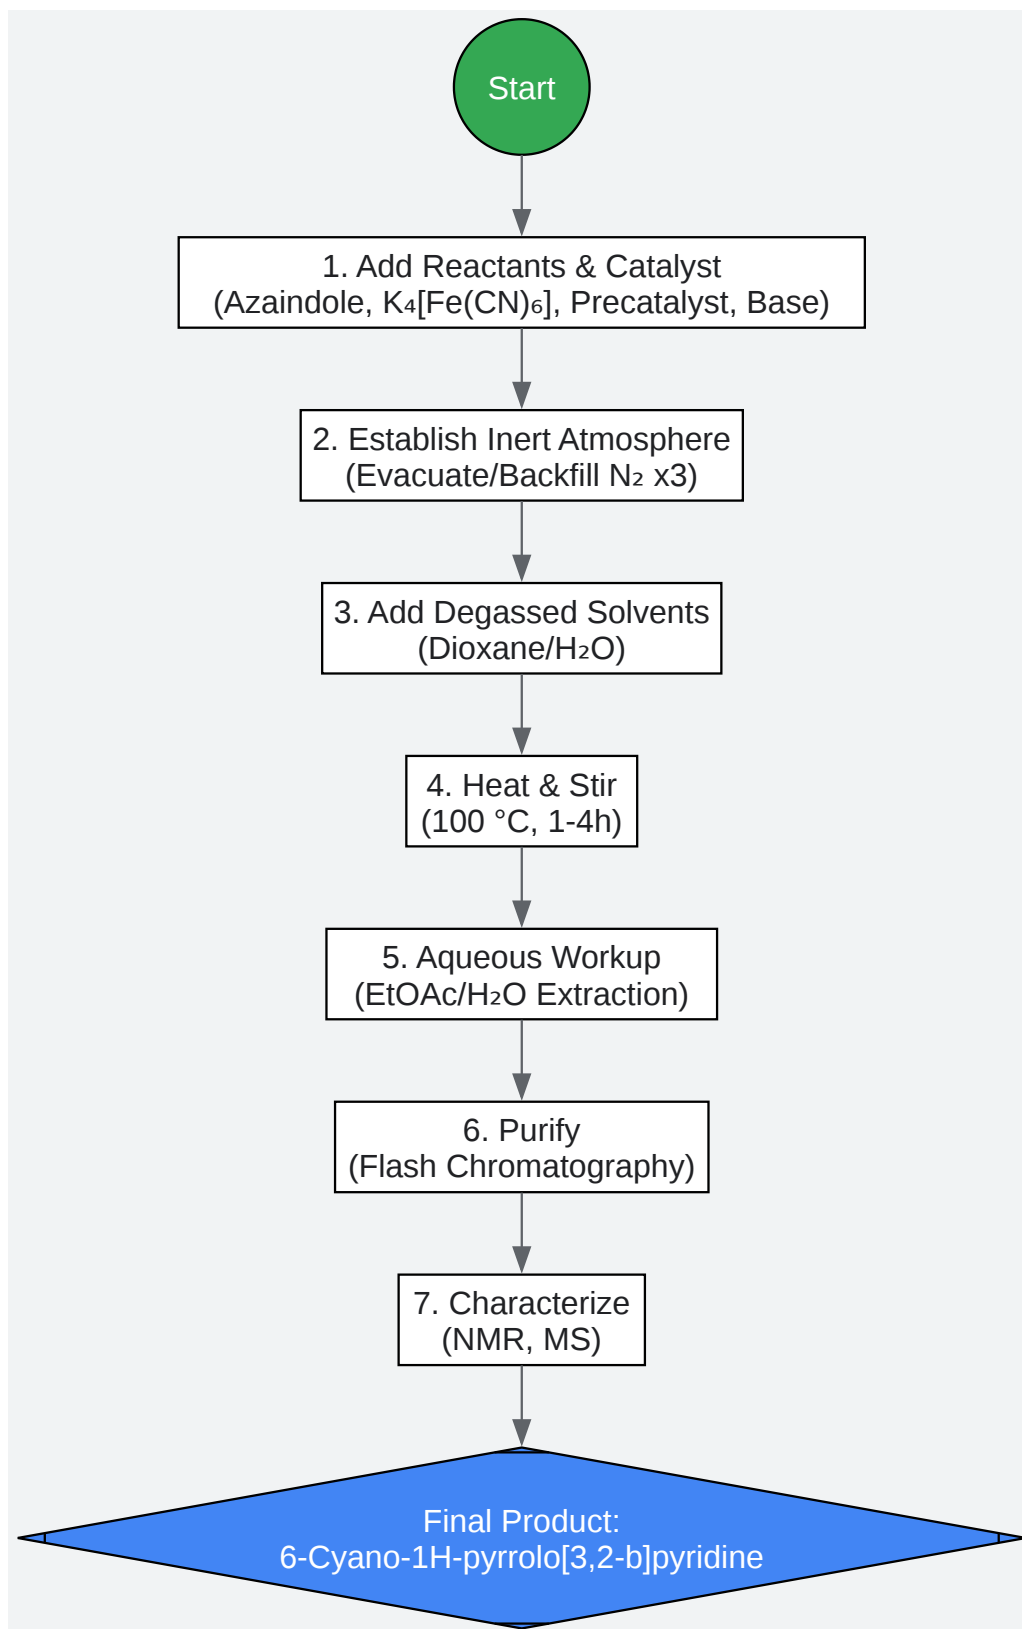 Start
1. Add Reactants & Catalyst
(Azaindole, K₄[Fe(CN)₆], Precatalyst, Base)
2. Establish Inert Atmosphere
(Evacuate/Backfill N₂ x3)
3. Add Degassed Solvents
(Dioxane/H₂O)
4. Heat & Stir
(100 °C, 1-4h)
5. Aqueous Workup
(EtOAc/H₂O Extraction)
6. Purify
(Flash Chromatography)
7. Characterize
(NMR, MS)
Final Product:
6-Cyano-1H-pyrrolo[3,2-b]pyridine